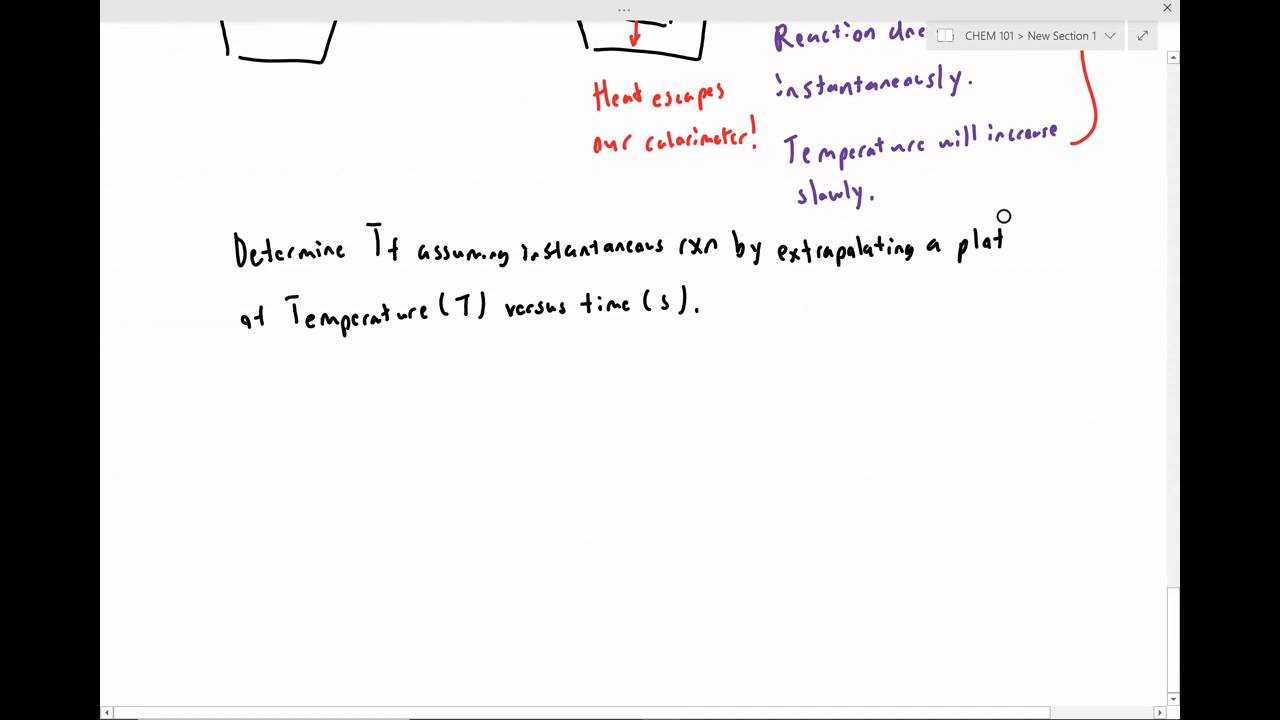 ...
Reaction
CHEM 101 > New Section 1
Heat escapes
instantaneously.
our calorimeter!
Temperature will increase
slowly.
Determine Tf assuming instantaneous rxn by extrapolating a plot
of Temperature (T) versus time (s).